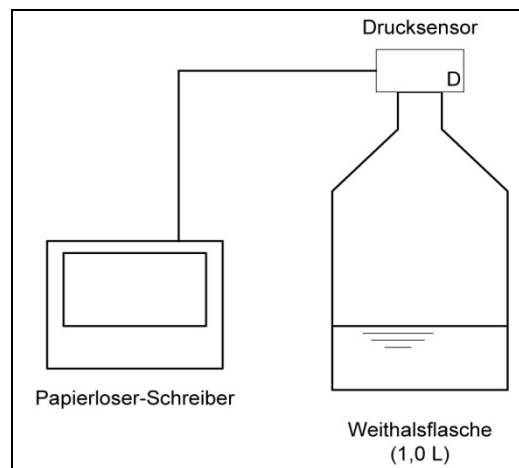 Drucksensor
D
Papierloser-Schreiber
Weithalsflasche
(1,0 L)